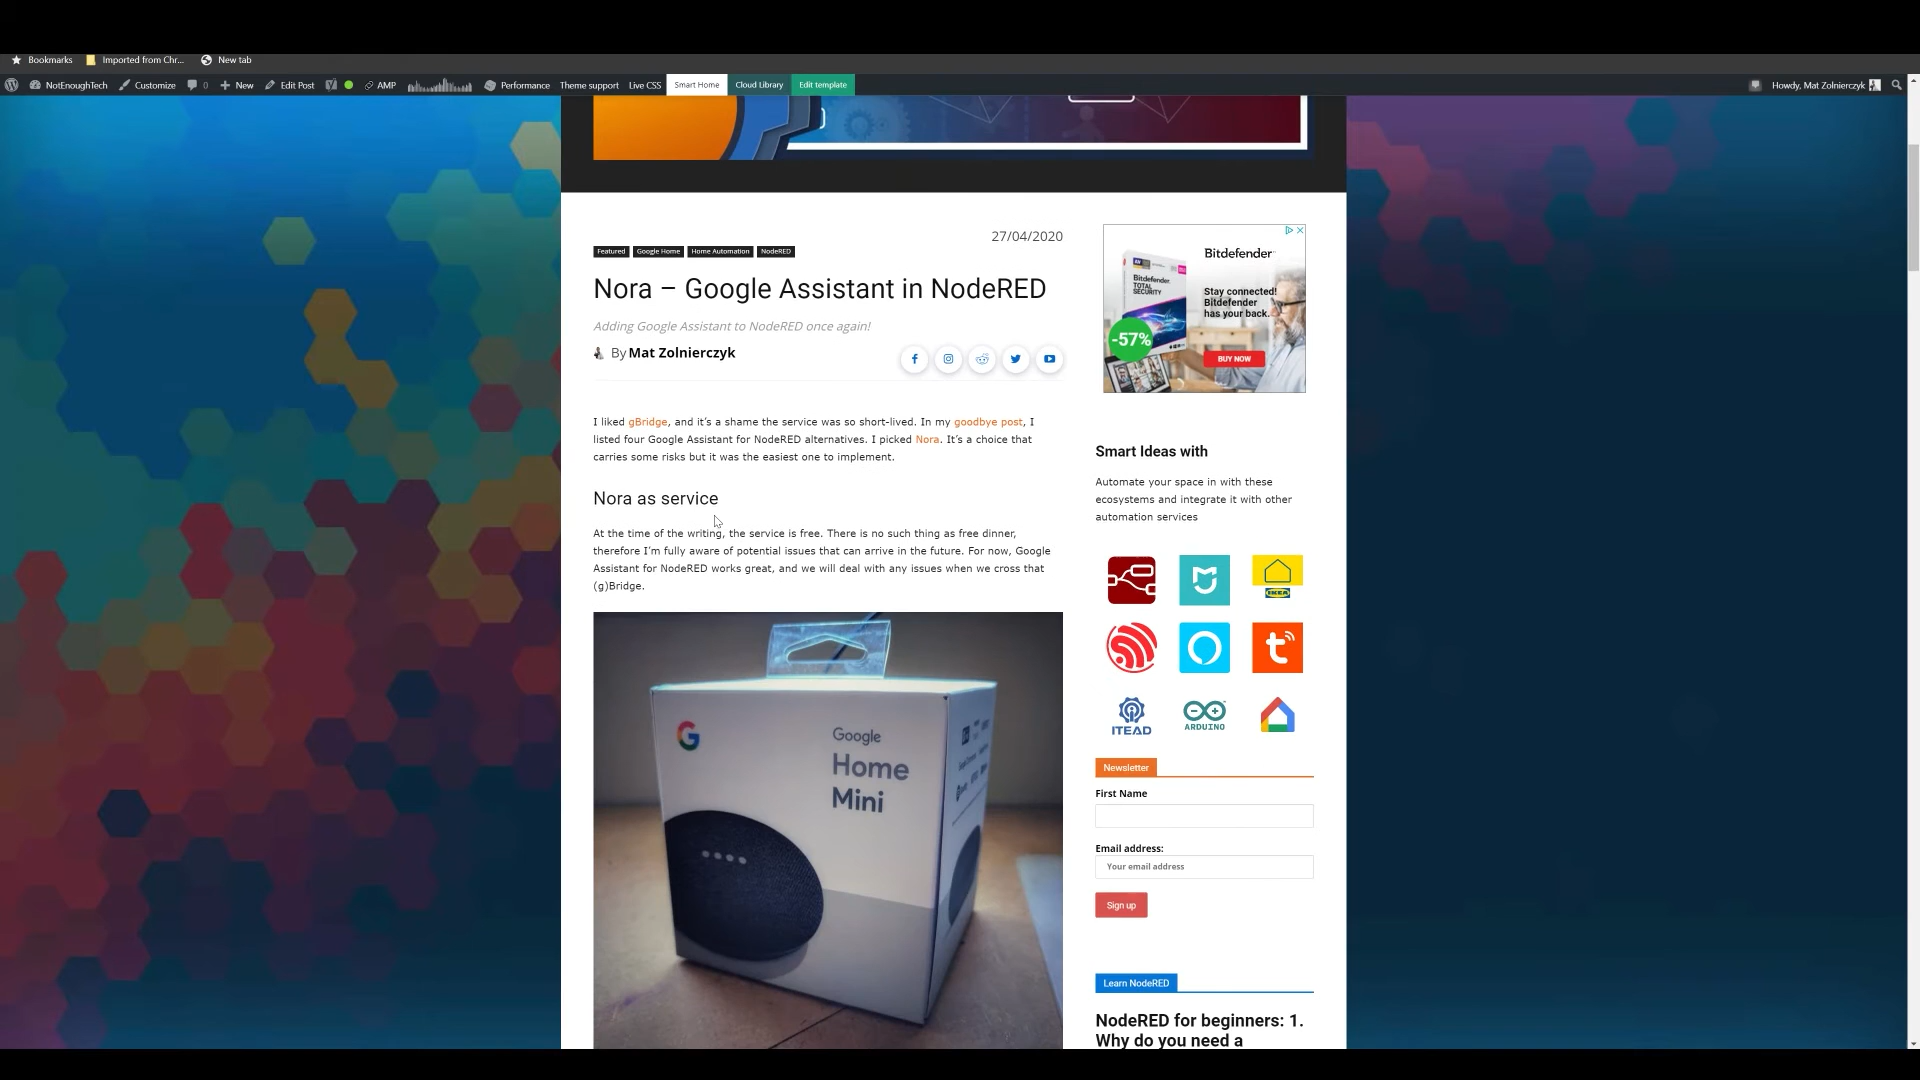 Bookmarks Imported from Chr... New tab
NotEnoughTech Customize 0 New Edit Post AMP Performance Theme support Live CSS Smart Home Cloud Library Edit template Howdy, Mat Zolnierczyk
27/04/2020
Featured Google Home Home Automation NodeRED
Nora – Google Assistant in NodeRED
Adding Google Assistant to NodeRED once again!
By Mat Zolnierczyk
I liked gBridge, and it’s a shame the service was so short-lived. In my goodbye post, I
listed four Google Assistant for NodeRED alternatives. I picked Nora. It’s a choice that
carries some risks but it was the easiest one to implement.
Nora as service
At the time of the writing, the service is free. There is no such thing as free dinner,
therefore I’m fully aware of potential issues that can arrive in the future. For now, Google
Assistant for NodeRED works great, and we will deal with any issues when we cross that
(g)Bridge.
G
Google
Home
Mini
Bitdefender
Bitdefender
TOTAL
SECURITY
Stay connected!
Bitdefender
has your back.
-57%
BUY NOW
Smart Ideas with
Automate your space in with these
ecosystems and integrate it with other
automation services
IKEA
ITEAD
ARDUINO
Newsletter
First Name
Email address:
Your email address
Sign up
Learn NodeRED
NodeRED for beginners: 1.
Why do you need a